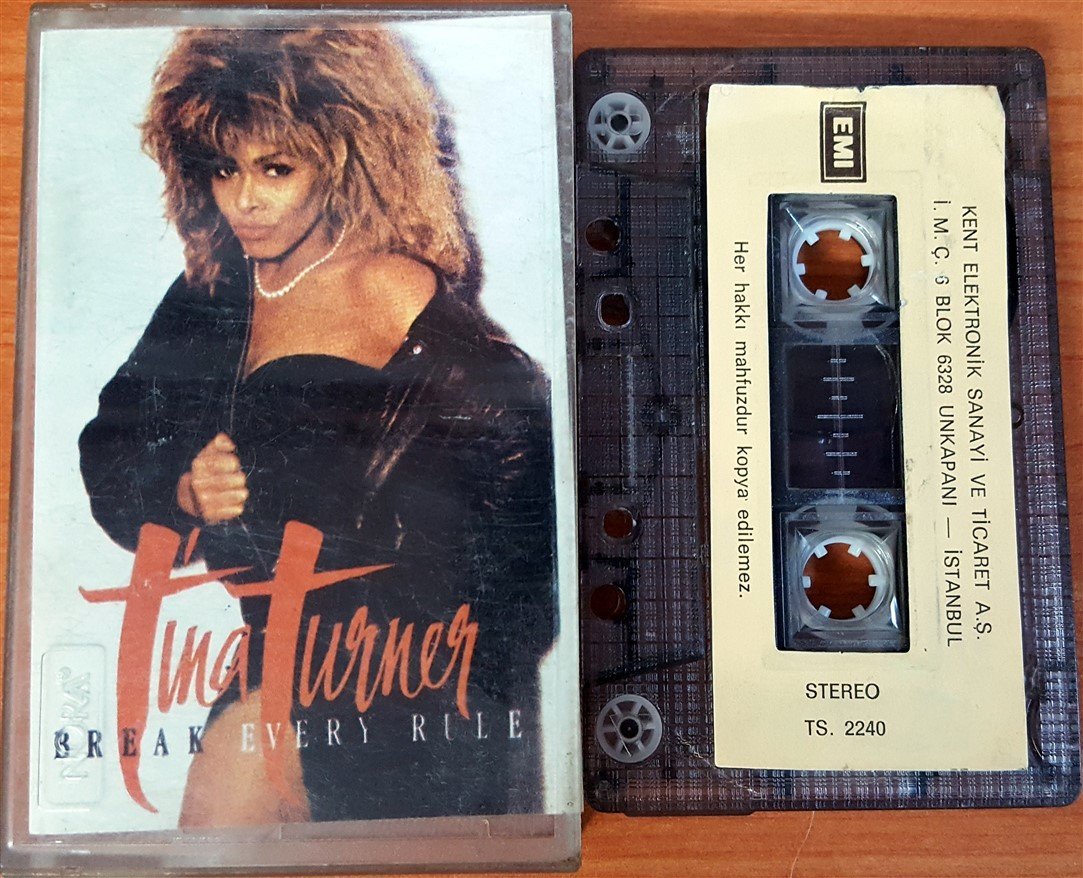 Tina Turner
BREAK EVERY RULE
NORA®
EMI
KENT ELEKTRONİK SANAYİ VE TİCARET A.Ş.
İ. M. Ç. 6 BLOK 6328 UNKAPANI — İSTANBUL
Her hakkı mahfuzdur kopya edilemez.
STEREO
TS. 2240